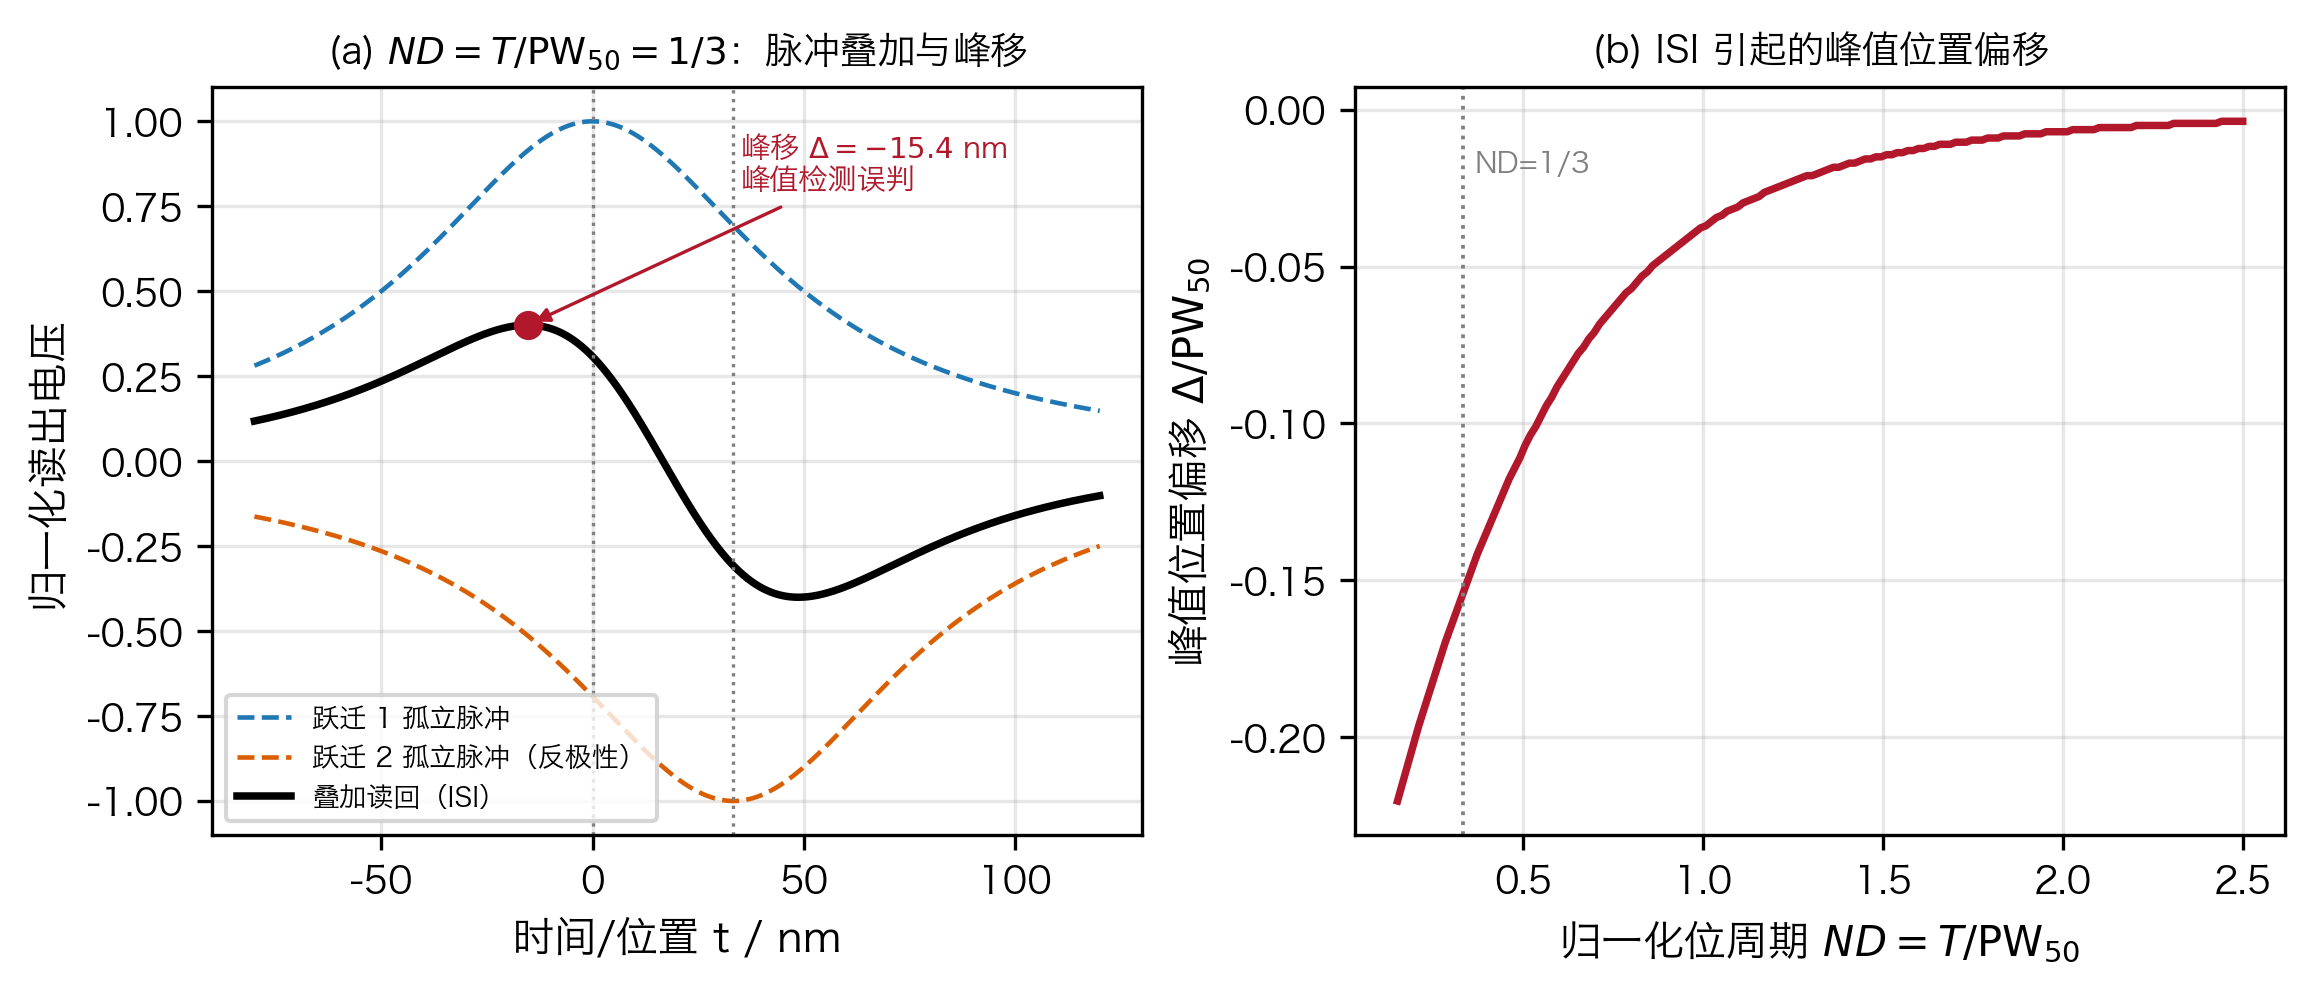 (a) ND = T/PW₅₀ = 1/3：脉冲叠加与峰移
归一化读出电压
1.00
0.75
0.50
0.25
0.00
-0.25
-0.50
-0.75
-1.00
峰移 Δ = −15.4 nm
峰值检测误判
跃迁 1 孤立脉冲
跃迁 2 孤立脉冲（反极性）
叠加读回（ISI）
-50 0 50 100
时间/位置 t / nm
(b) ISI 引起的峰值位置偏移
峰值位置偏移 Δ/PW₅₀
0.00
-0.05
-0.10
-0.15
-0.20
ND=1/3
0.5 1.0 1.5 2.0 2.5
归一化位周期 ND = T/PW₅₀